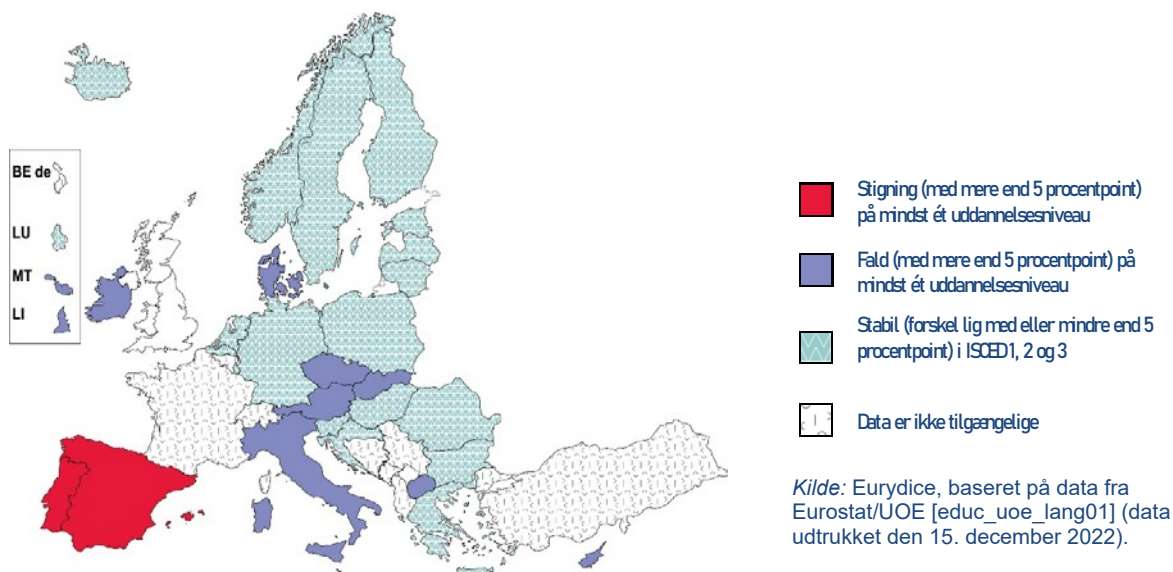 BE de
LU
MT
LI
Stigning (med mere end 5 procentpoint)
på mindst ét uddannelsesniveau
Fald (med mere end 5 procentpoint) på
mindst ét uddannelsesniveau
Stabil (forskel lig med eller mindre end 5
procentpoint) i ISCED 1, 2 og 3
Data er ikke tilgængelige
Kilde: Eurydice, baseret på data fra
Eurostat/UOE [educ_uoe_lang01] (data
udtrukket den 15. december 2022).